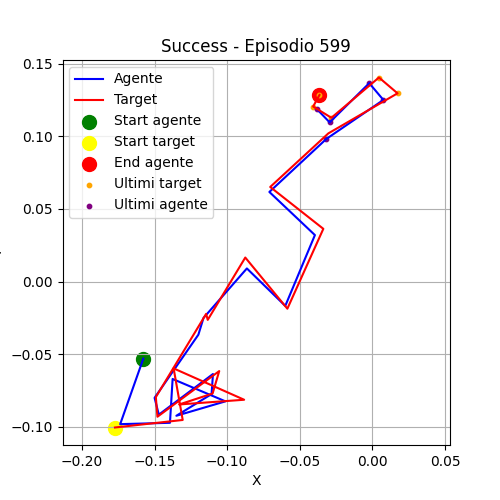 Success - Episodio 599
Agente
Target
Start agente
Start target
End agente
Ultimi target
Ultimi agente
0.15
0.10
0.05
0.00
−0.05
−0.10
−0.20
−0.15
−0.10
−0.05
0.00
0.05
X